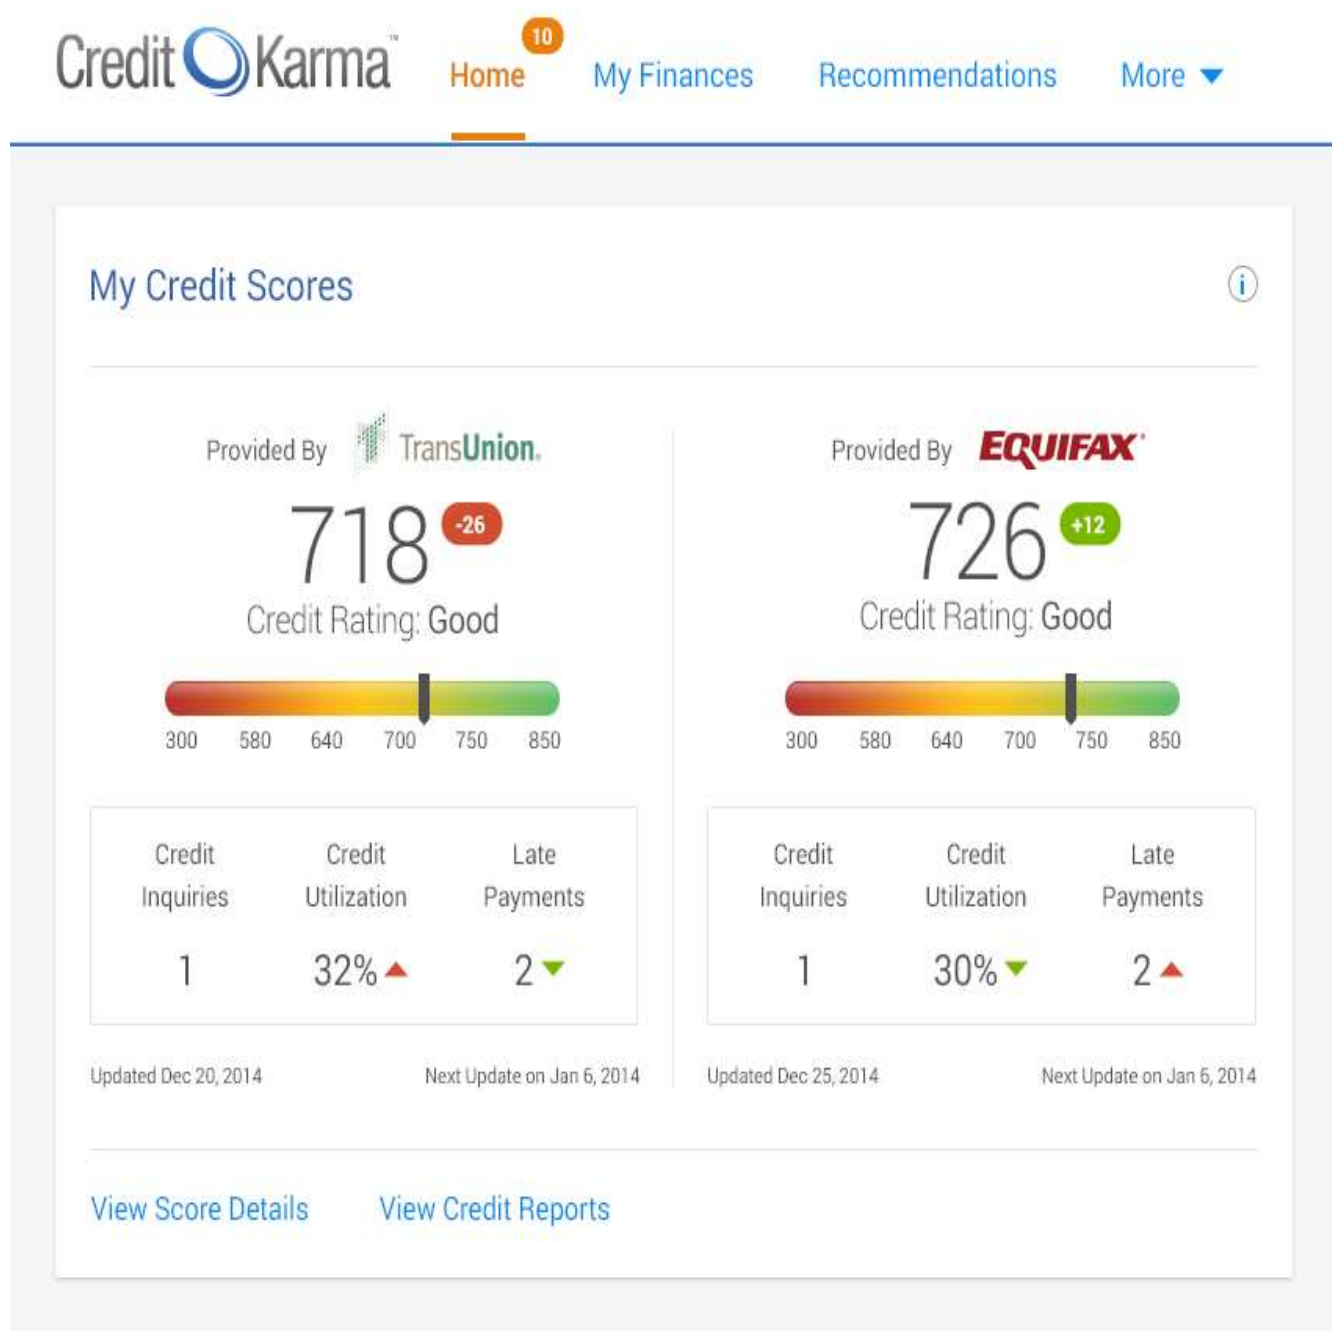 Credit Karma™
10
Home My Finances Recommendations More
My Credit Scores
i
Provided By TransUnion.
718 -26
Credit Rating: Good
300 580 640 700 750 850
Credit Inquiries
Credit Utilization
Late Payments
1 32% 2
Updated Dec 20, 2014 Next Update on Jan 6, 2014
Provided By EQUIFAX
726 +12
Credit Rating: Good
300 580 640 700 750 850
Credit Inquiries
Credit Utilization
Late Payments
1 30% 2
Updated Dec 25, 2014 Next Update on Jan 6, 2014
View Score Details View Credit Reports